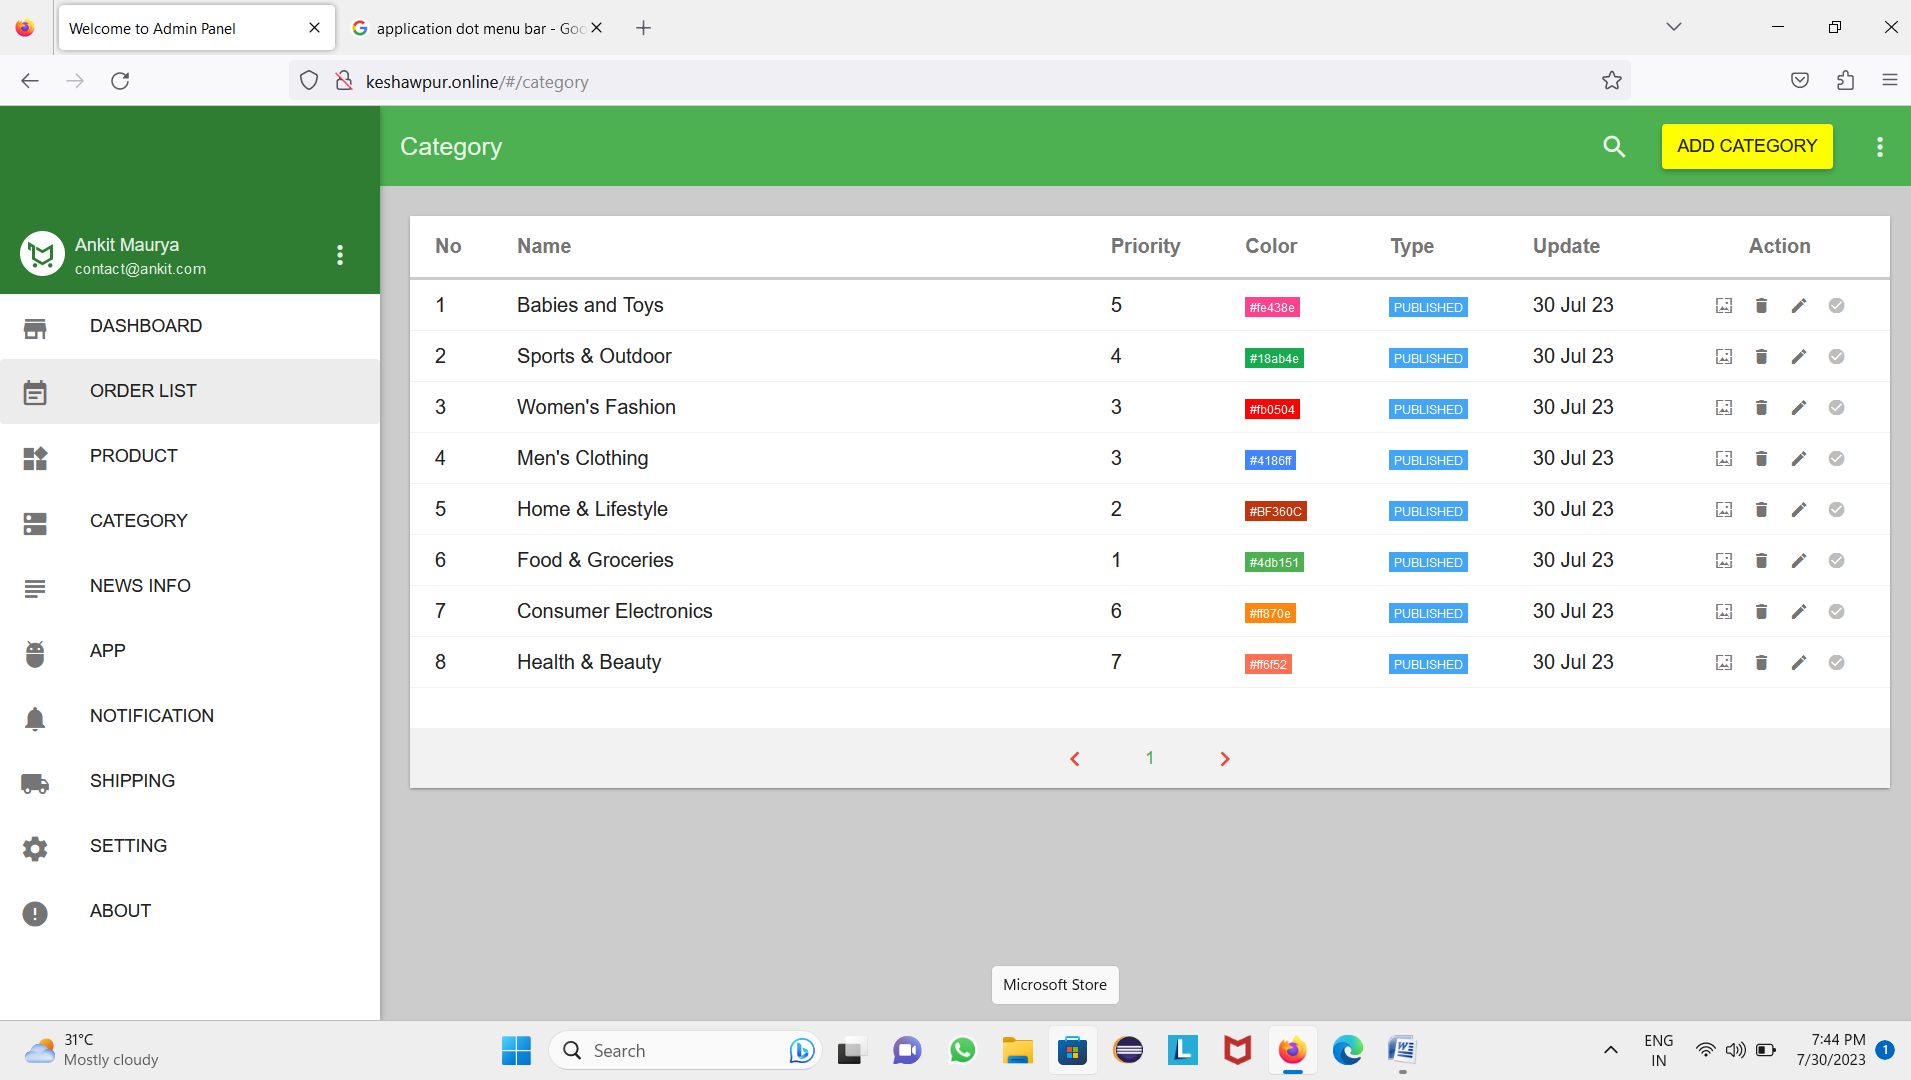 Welcome to Admin Panel
application dot menu bar - Goo
keshawpur.online/#/category
Ankit Maurya
contact@ankit.com
DASHBOARD
ORDER LIST
PRODUCT
CATEGORY
NEWS INFO
APP
NOTIFICATION
SHIPPING
SETTING
ABOUT
Category
ADD CATEGORY
No Name Priority Color Type Update Action
1 Babies and Toys 5 #fe438e PUBLISHED 30 Jul 23
2 Sports & Outdoor 4 #18ab4e PUBLISHED 30 Jul 23
3 Women's Fashion 3 #fb0504 PUBLISHED 30 Jul 23
4 Men's Clothing 3 #4186ff PUBLISHED 30 Jul 23
5 Home & Lifestyle 2 #BF360C PUBLISHED 30 Jul 23
6 Food & Groceries 1 #4db151 PUBLISHED 30 Jul 23
7 Consumer Electronics 6 #ff870e PUBLISHED 30 Jul 23
8 Health & Beauty 7 #ff6f52 PUBLISHED 30 Jul 23
1
Microsoft Store
31°C
Mostly cloudy
Search
ENG
IN
7:44 PM
7/30/2023
1